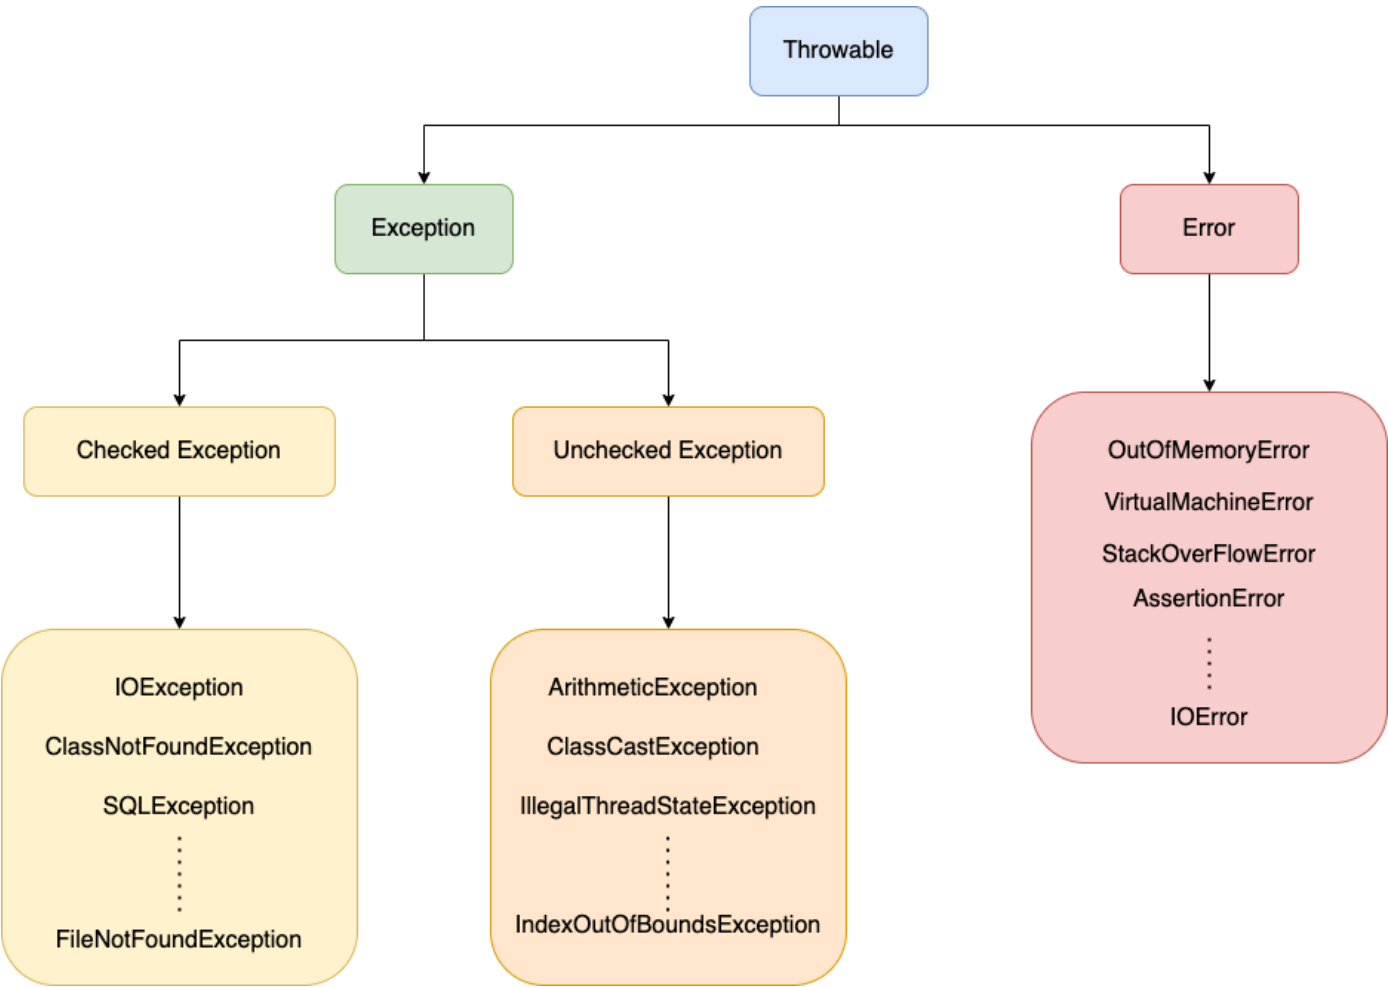 Throwable
Exception
Error
Checked Exception
Unchecked Exception
OutOfMemoryError
VirtualMachineError
StackOverFlowError
AssertionError
IOError
IOException
ClassNotFoundException
SQLException
FileNotFoundException
ArithmeticException
ClassCastException
IllegalThreadStateException
IndexOutOfBoundsException